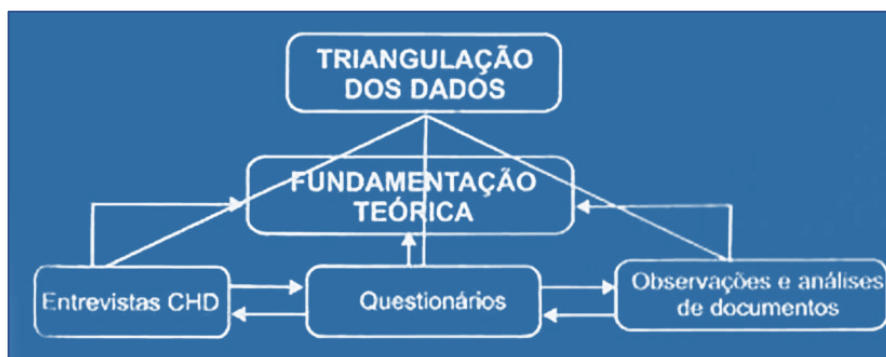 TRIANGULAÇÃO
DOS DADOS
FUNDAMENTAÇÃO
TEÓRICA
Entrevistas CHD
Questionários
Observações e análises
de documentos